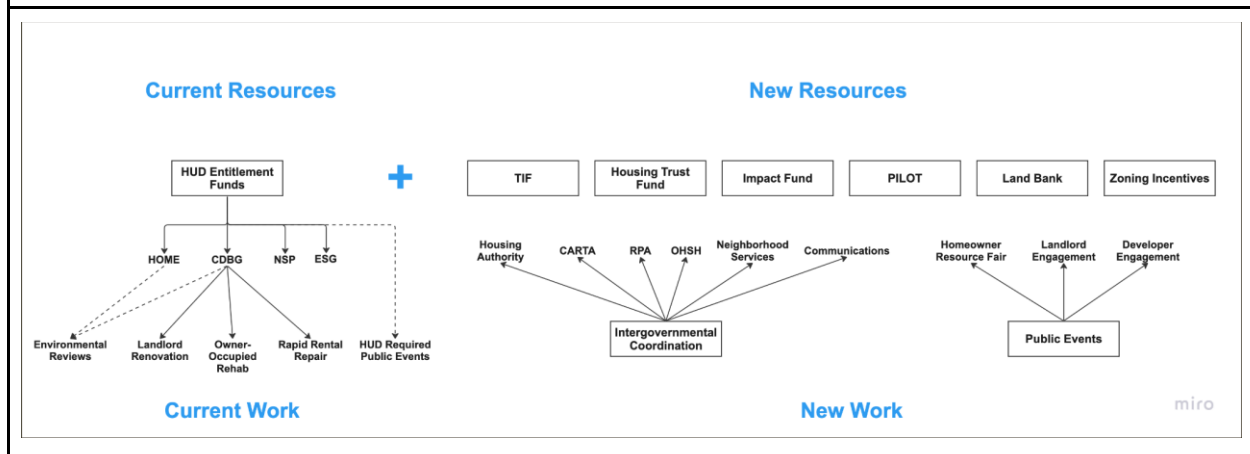 Current Resources
New Resources
HUD Entitlement
Funds
+
TIF
Housing Trust
Fund
Impact Fund
PILOT
Land Bank
Zoning Incentives
HOME
CDBG
NSP
ESG
Housing
Authority
CARTA
RPA
OHSH
Neighborhood
Services
Communications
Homeowner
Resource Fair
Landlord
Engagement
Developer
Engagement
Environmental
Reviews
Landlord
Renovation
Owner-
Occupied
Rehab
Rapid Rental
Repair
HUD Required
Public Events
Intergovernmental
Coordination
Public Events
Current Work
New Work
miro